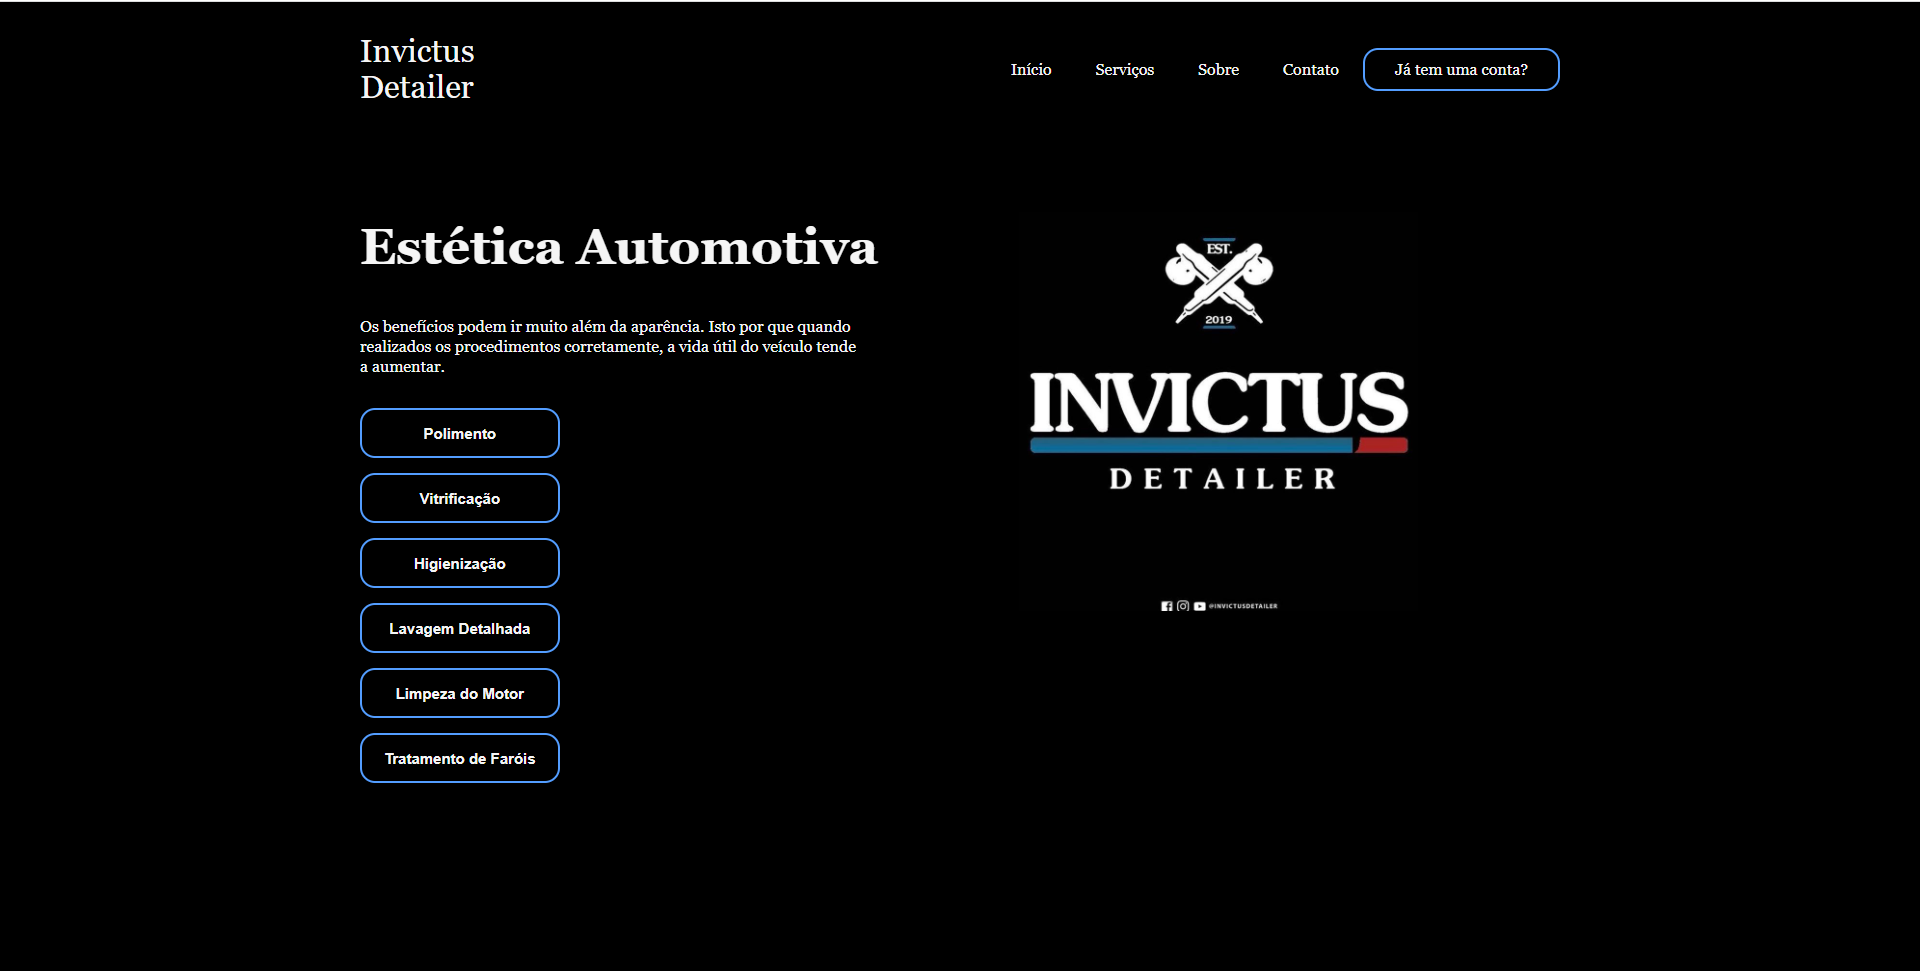 Invictus
Detailer
Início Serviços Sobre Contato Já tem uma conta?
Estética Automotiva
Os benefícios podem ir muito além da aparência. Isto por que quando
realizados os procedimentos corretamente, a vida útil do veículo tende
a aumentar.
Polimento
Vitrificação
Higienização
Lavagem Detalhada
Limpeza do Motor
Tratamento de Faróis
EST.
2019
INVICTUS
DETAILER
@INVICTUSDETAILER